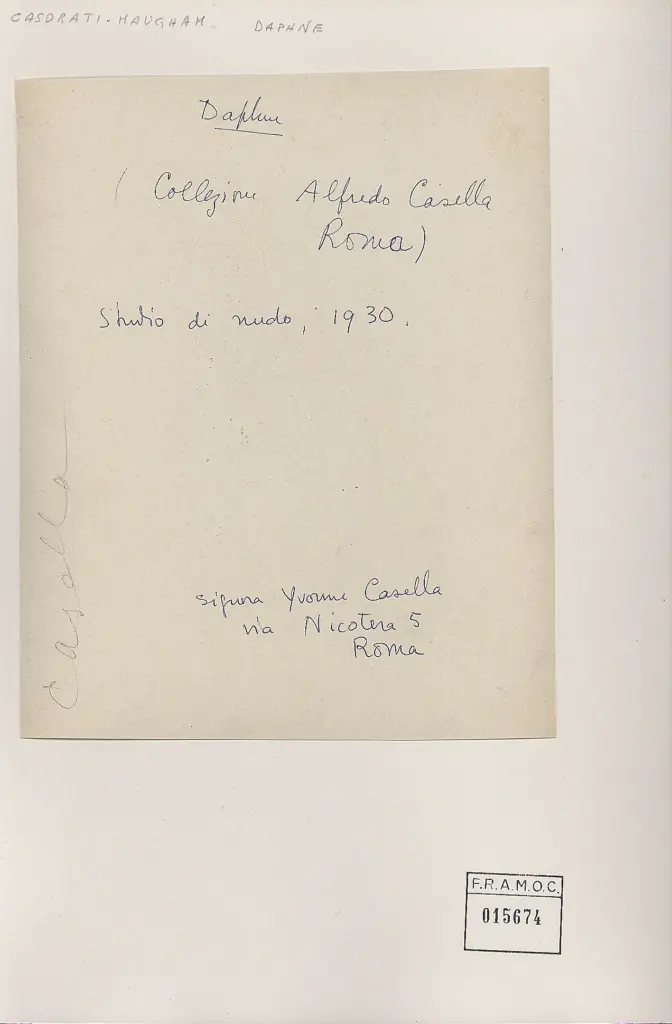 CASORATI-MAUGHAM. DAPHNE
Daphne
(Collezione Alfredo Casella
Roma)
Studio di nudo, 1930.
Casella
signora Yvonne Casella
via Nicotera 5
Roma
F.R.A.M.O.C.
015674